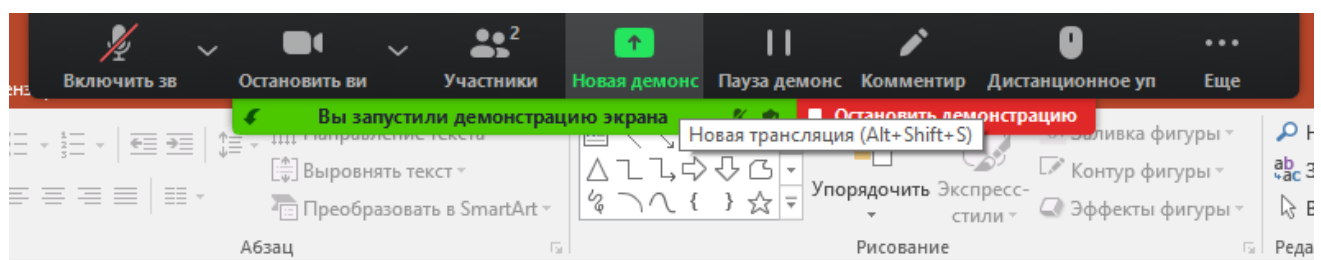 2
Включить зв Остановить ви Участники Новая демонс Пауза демонс Комментир Дистанционное уп Еще
Вы запустили демонстрацию экрана Остановить демонстрацию
Новая трансляция (Alt+Shift+S)
Направление текста Заливка фигуры
Выровнять текст Контур фигуры
Упорядочить Экспресс-
стили
Преобразовать в SmartArt Эффекты фигуры
Абзац Рисование Реда